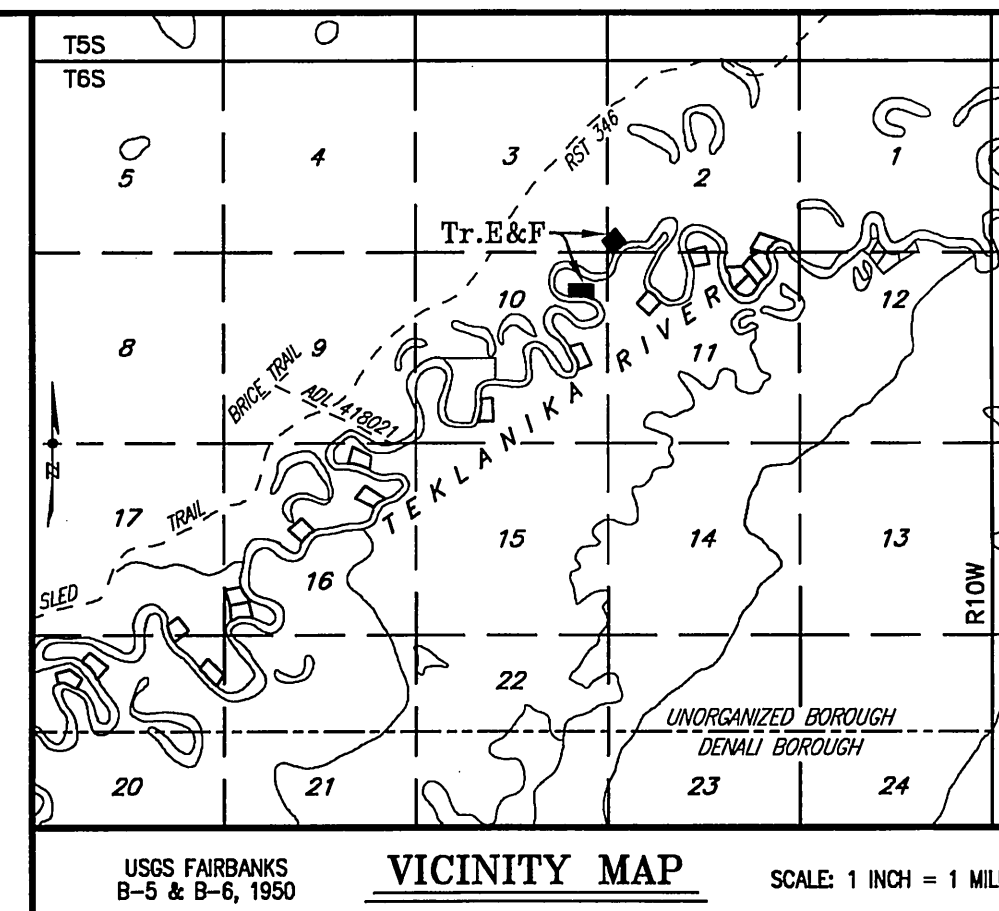 T5S
T6S
5
4
3
RST 346
2
1
Tr.E&F
8
9
10
11
12
BRICE TRAIL
ADL 418021
TEKLANIKA RIVER
N
17
TRAIL
SLED
16
15
14
13
R10W
22
UNORGANIZED BOROUGH
DENALI BOROUGH
20
21
23
24
USGS FAIRBANKS
B-5 & B-6, 1950
VICINITY MAP
SCALE: 1 INCH = 1 MIL